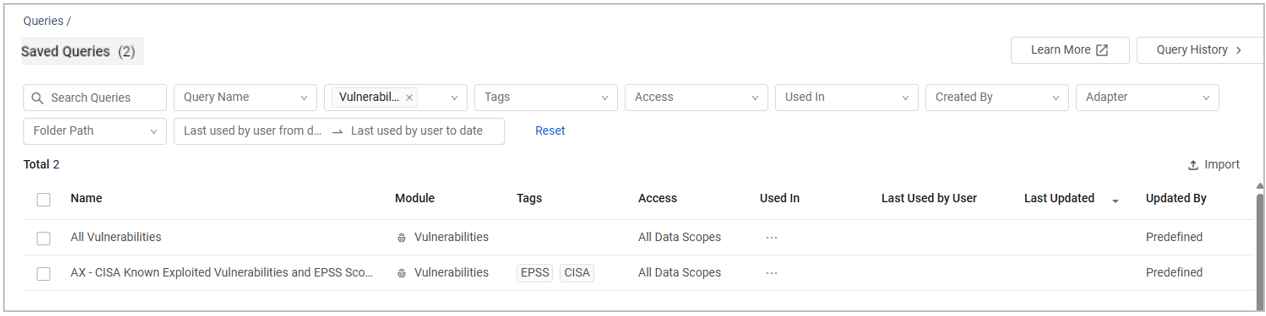 Queries /
Saved Queries (2)
Learn More
Query History
Search Queries
Query Name
Vulnerabil...
Tags
Access
Used In
Created By
Adapter
Folder Path
Last used by user from d... → Last used by user to date
Reset
Total 2
Import
Name Module Tags Access Used In Last Used by User Last Updated Updated By
All Vulnerabilities Vulnerabilities All Data Scopes --- Predefined
AX - CISA Known Exploited Vulnerabilities and EPSS Sco... Vulnerabilities EPSS CISA All Data Scopes --- Predefined